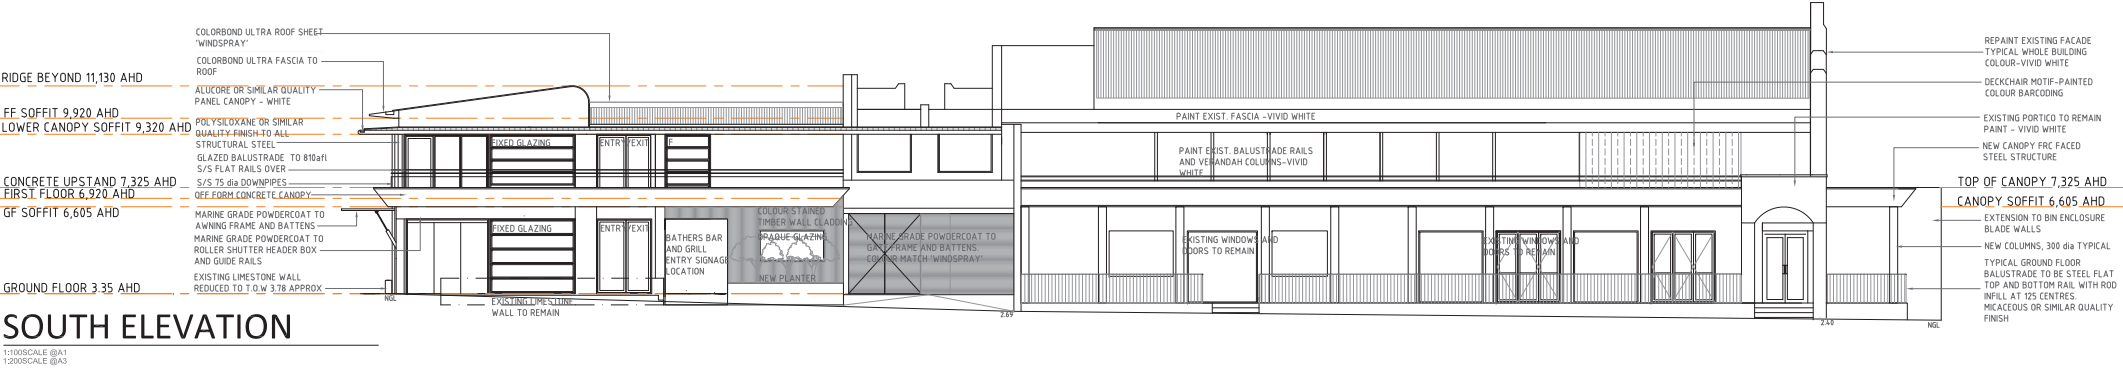 COLORBOND ULTRA ROOF SHEET
'WINDSPRAY'
COLORBOND ULTRA FASCIA TO
ROOF
RIDGE BEYOND 11,130 AHD
ALUCORE OR SIMILAR QUALITY
PANEL CANOPY - WHITE
FF SOFFIT 9,920 AHD
LOWER CANOPY SOFFIT 9,320 AHD
POLYSILOXANE OR SIMILAR
QUALITY FINISH TO ALL
STRUCTURAL STEEL
GLAZED BALUSTRADE TO 810afl
S/S FLAT RAILS OVER
CONCRETE UPSTAND 7,325 AHD
S/S 75 dia DOWNPIPES
FIRST FLOOR 6,920 AHD
OFF FORM CONCRETE CANOPY
FF SOFFIT 6,605 AHD
MARINE GRADE POWDERCOAT TO
AWNING FRAME AND BATTENS
MARINE GRADE POWDERCOAT TO
ROLLER SHUTTER HEADER BOX
AND GUIDE RAILS
EXISTING LIMESTONE WALL
REDUCED TO T.O.W 3.78 APPROX
GROUND FLOOR 3.35 AHD
NGL
FIXED GLAZING
ENTRY/EXIT
F
FIXED GLAZING
ENTRY/EXIT
BATHERS BAR
AND GRILL
ENTRY SIGNAGE
LOCATION
COLOUR STAINED
TIMBER WALL CLADDING
OPAQUE GLAZING
NEW PLANTER
EXISTING LIMESTONE
WALL TO REMAIN
MARINE GRADE POWDERCOAT TO
GATE FRAME AND BATTENS.
COLOUR MATCH 'WINDSPRAY'
2.69
PAINT EXIST. FASCIA -VIVID WHITE
PAINT EXIST. BALUSTRADE RAILS
AND VERANDAH COLUMNS-VIVID
WHITE
EXISTING WINDOWS AND
DOORS TO REMAIN
EXISTING WINDOWS AND
DOORS TO REMAIN
2.40
NGL
REPAINT EXISTING FACADE
TYPICAL WHOLE BUILDING
COLOUR-VIVID WHITE
DECKCHAIR MOTIF-PAINTED
COLOUR BARCODING
EXISTING PORTICO TO REMAIN
PAINT - VIVID WHITE
NEW CANOPY FRC FACED
STEEL STRUCTURE
TOP OF CANOPY 7,325 AHD
CANOPY SOFFIT 6,605 AHD
EXTENSION TO BIN ENCLOSURE
BLADE WALLS
NEW COLUMNS, 300 dia TYPICAL
TYPICAL GROUND FLOOR
BALUSTRADE TO BE STEEL FLAT
TOP AND BOTTOM RAIL WITH ROD
INFILL AT 125 CENTRES.
MICACEOUS OR SIMILAR QUALITY
FINISH
SOUTH ELEVATION
1:100SCALE @A1
1:200SCALE @A3